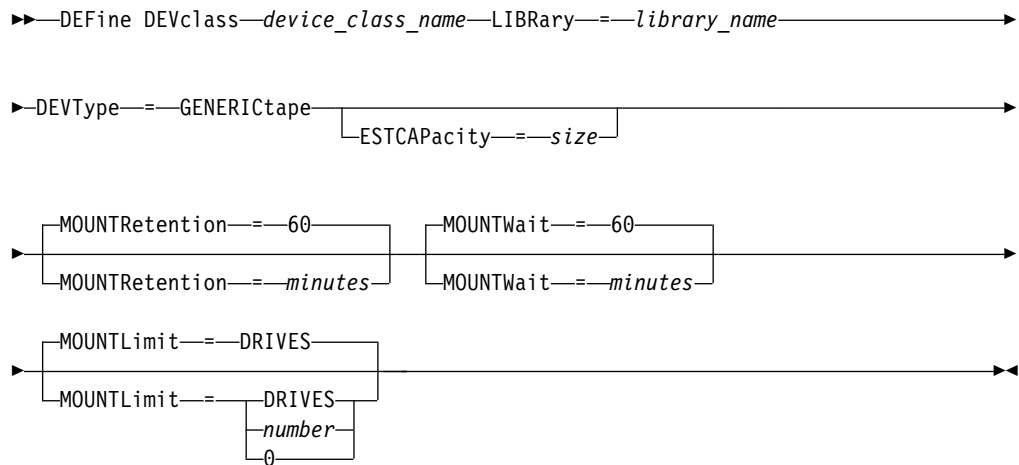 DEFine DEVclass device_class_name LIBRary = library_name
DEVType = GENERICtape
ESTCAPacity = size
MOUNTRetention = 60 MOUNTWait = 60
MOUNTRetention = minutes MOUNTWait = minutes
MOUNTLimit = DRIVES
MOUNTLimit = DRIVES
number
0